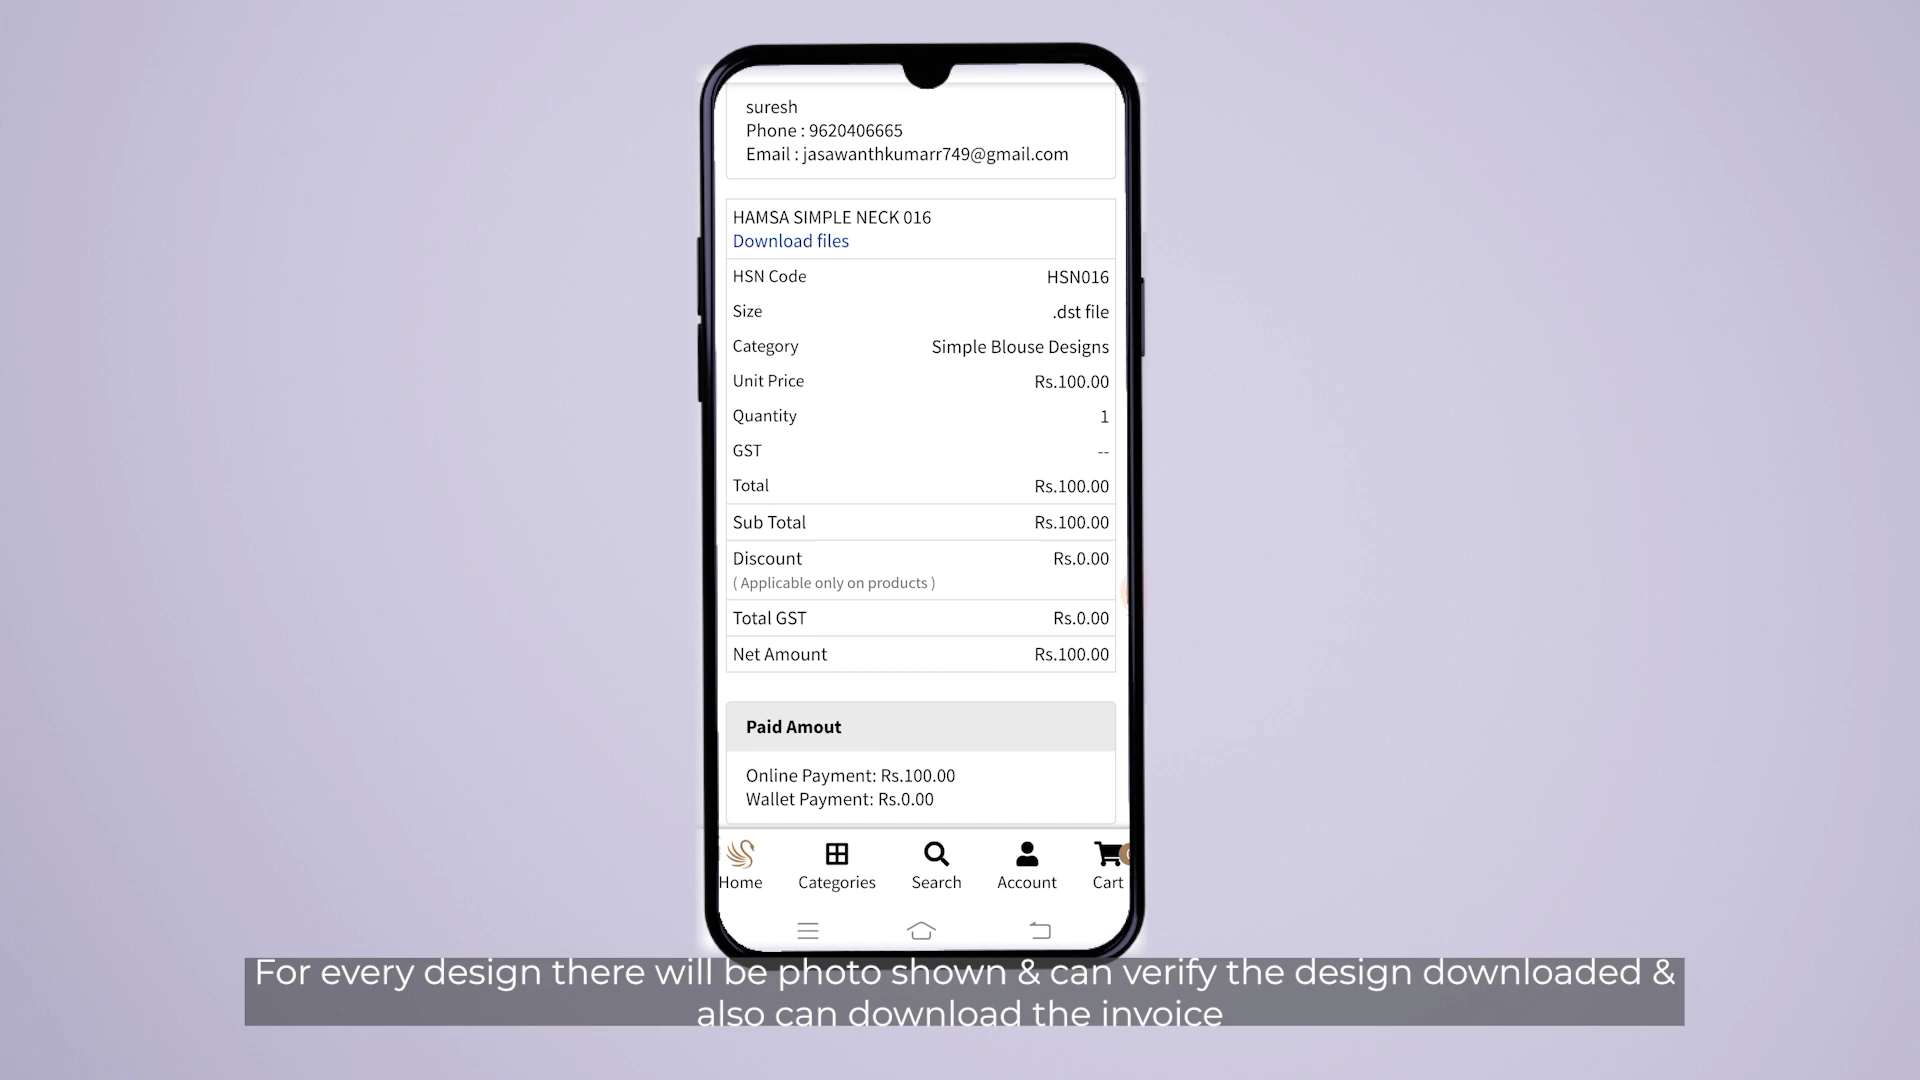 suresh
Phone : 9620406665
Email : jasawanthkumarr749@gmail.com
HAMSA SIMPLE NECK 016
Download files
HSN Code HSN016
Size .dst file
Category Simple Blouse Designs
Unit Price Rs.100.00
Quantity 1
GST --
Total Rs.100.00
Sub Total Rs.100.00
Discount Rs.0.00
( Applicable only on products )
Total GST Rs.0.00
Net Amount Rs.100.00
Paid Amout
Online Payment: Rs.100.00
Wallet Payment: Rs.0.00
Home Categories Search Account Cart
For every design there will be photo shown & can verify the design downloaded &
also can download the invoice